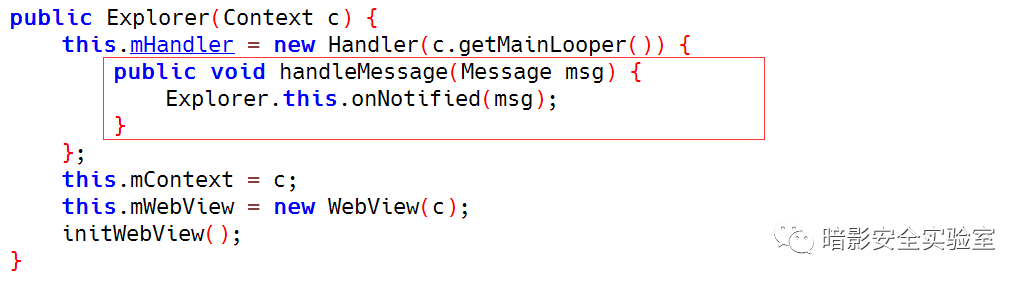 public Explorer(Context c) {
    this.mHandler = new Handler(c.getMainLooper()) {
        public void handleMessage(Message msg) {
            Explorer.this.onNotified(msg);
        }
    };
    this.mContext = c;
    this.mWebView = new WebView(c);
    initWebView();
}
暗影安全实验室